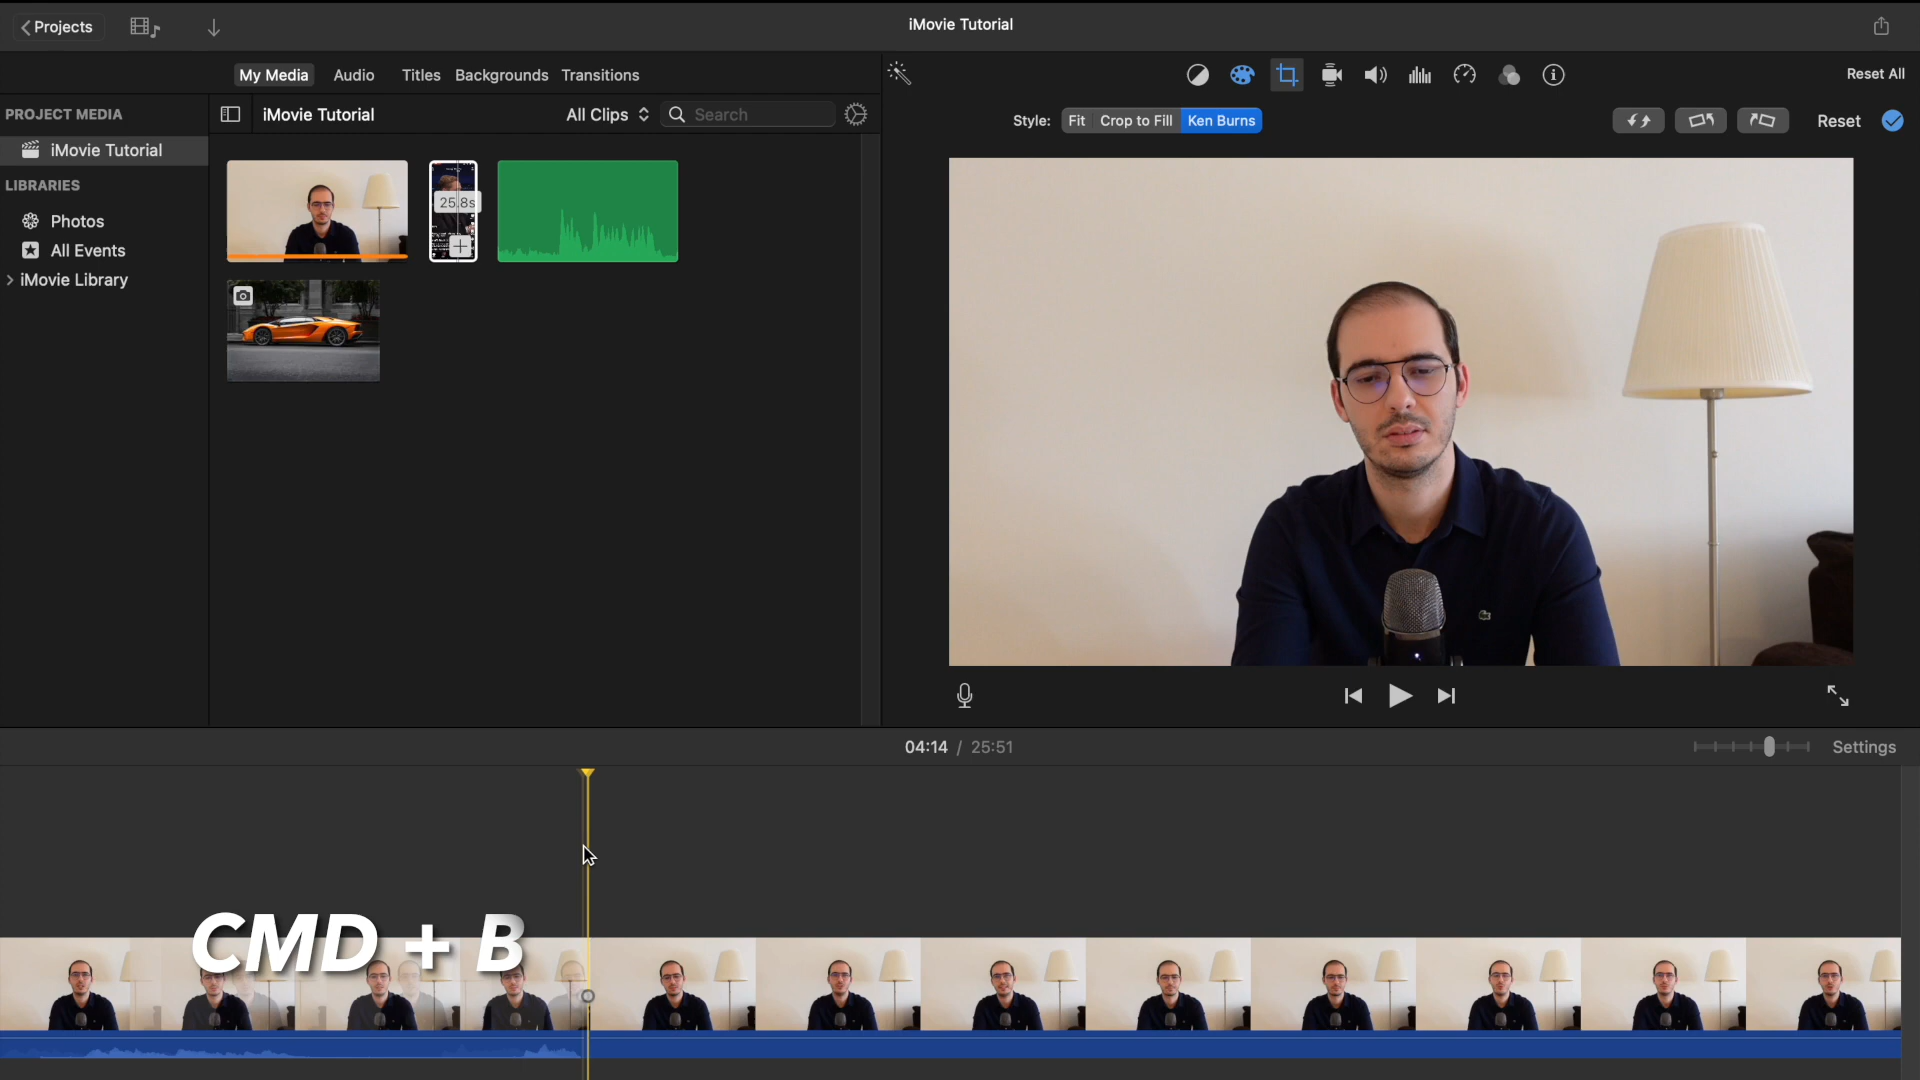 Projects
iMovie Tutorial
My Media Audio Titles Backgrounds Transitions
Reset All
PROJECT MEDIA
iMovie Tutorial
All Clips
Search
Style: Fit Crop to Fill Ken Burns
Reset
iMovie Tutorial
LIBRARIES
Photos
All Events
iMovie Library
25.8s
04:14 / 25:51
Settings
CMD + B